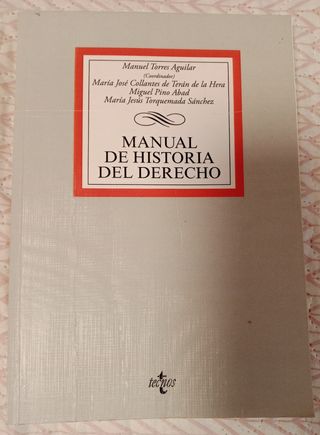 Manuel Torres Aguilar
(Coordinador)
María José Collantes de Terán de la Hera
Miguel Pino Abad
María Jesús Torquemada Sánchez
MANUAL
DE HISTORIA
DEL DERECHO
tecnos